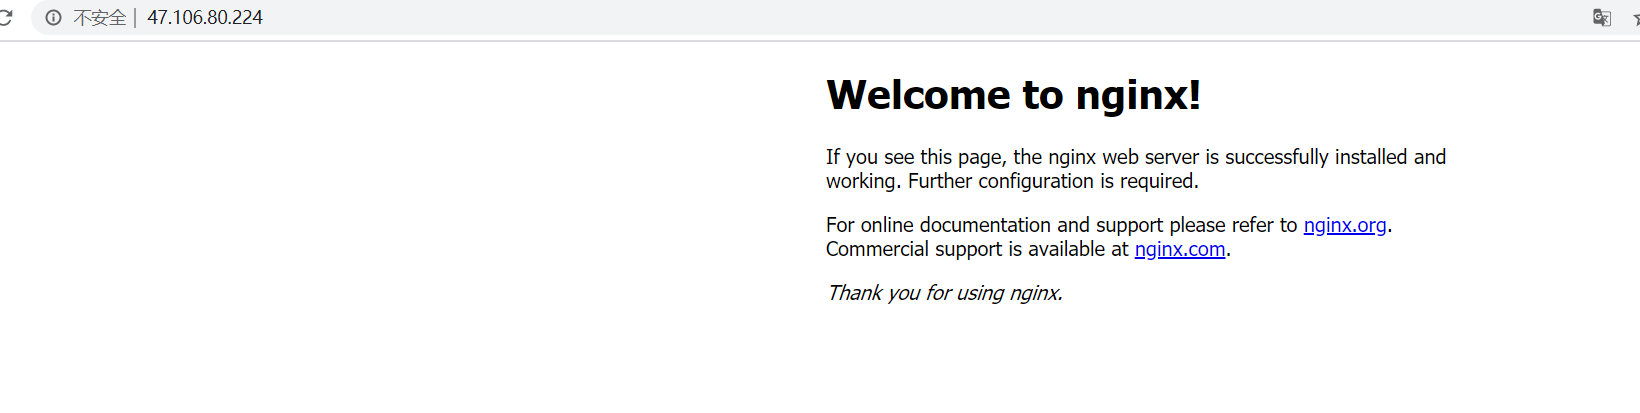 不安全 | 47.106.80.224
Welcome to nginx!
If you see this page, the nginx web server is successfully installed and
working. Further configuration is required.
For online documentation and support please refer to nginx.org.
Commercial support is available at nginx.com.
Thank you for using nginx.